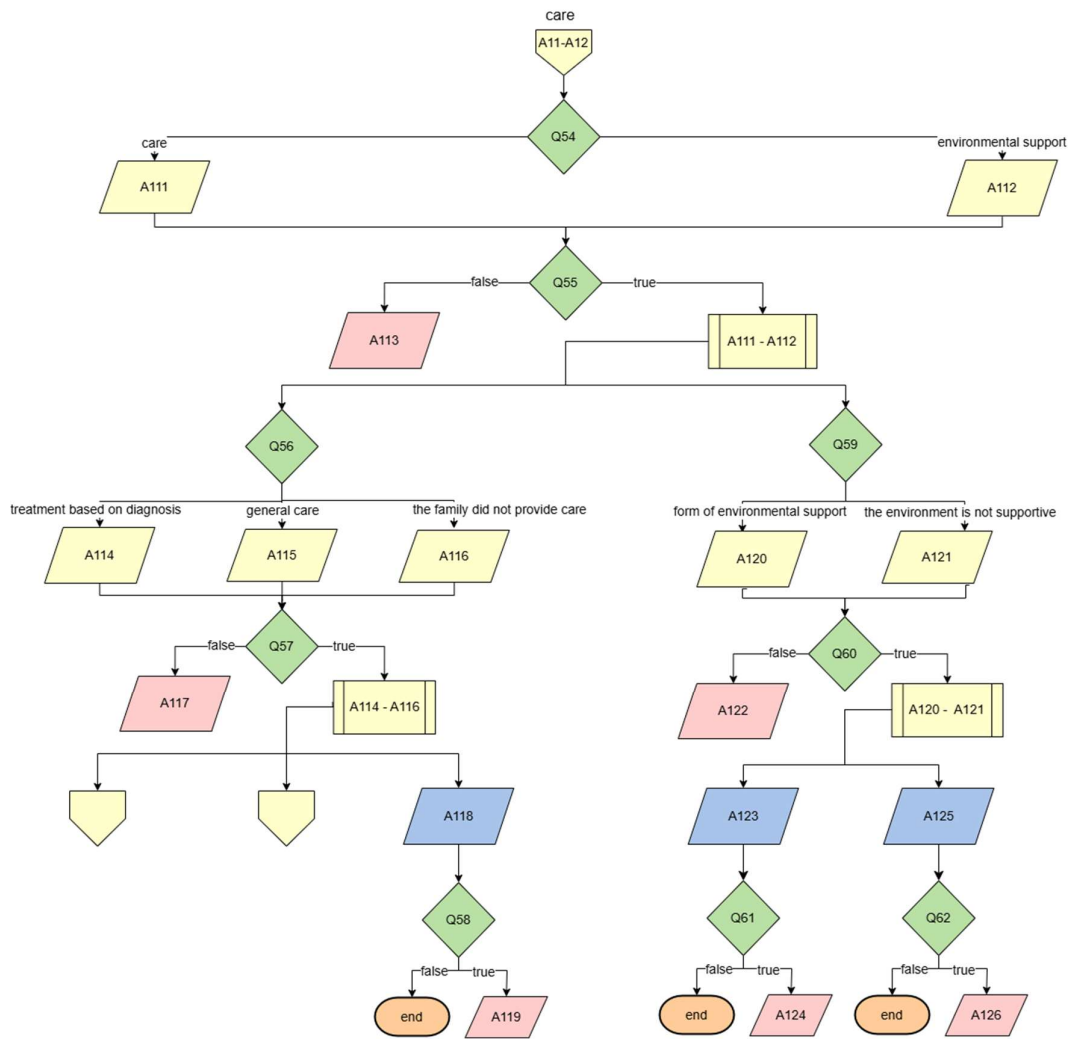 care
A11-A12
Q54
care
environmental support
A111
A112
Q55
false
true
A113
A111 - A112
Q56
Q59
treatment based on diagnosis
general care
the family did not provide care
form of environmental support
the environment is not supportive
A114
A115
A116
A120
A121
Q57
false
true
Q60
false
true
A117
A114 - A116
A122
A120 - A121
A118
A123
A125
Q58
Q61
Q62
false
true
false
true
false
true
end
A119
end
A124
end
A126